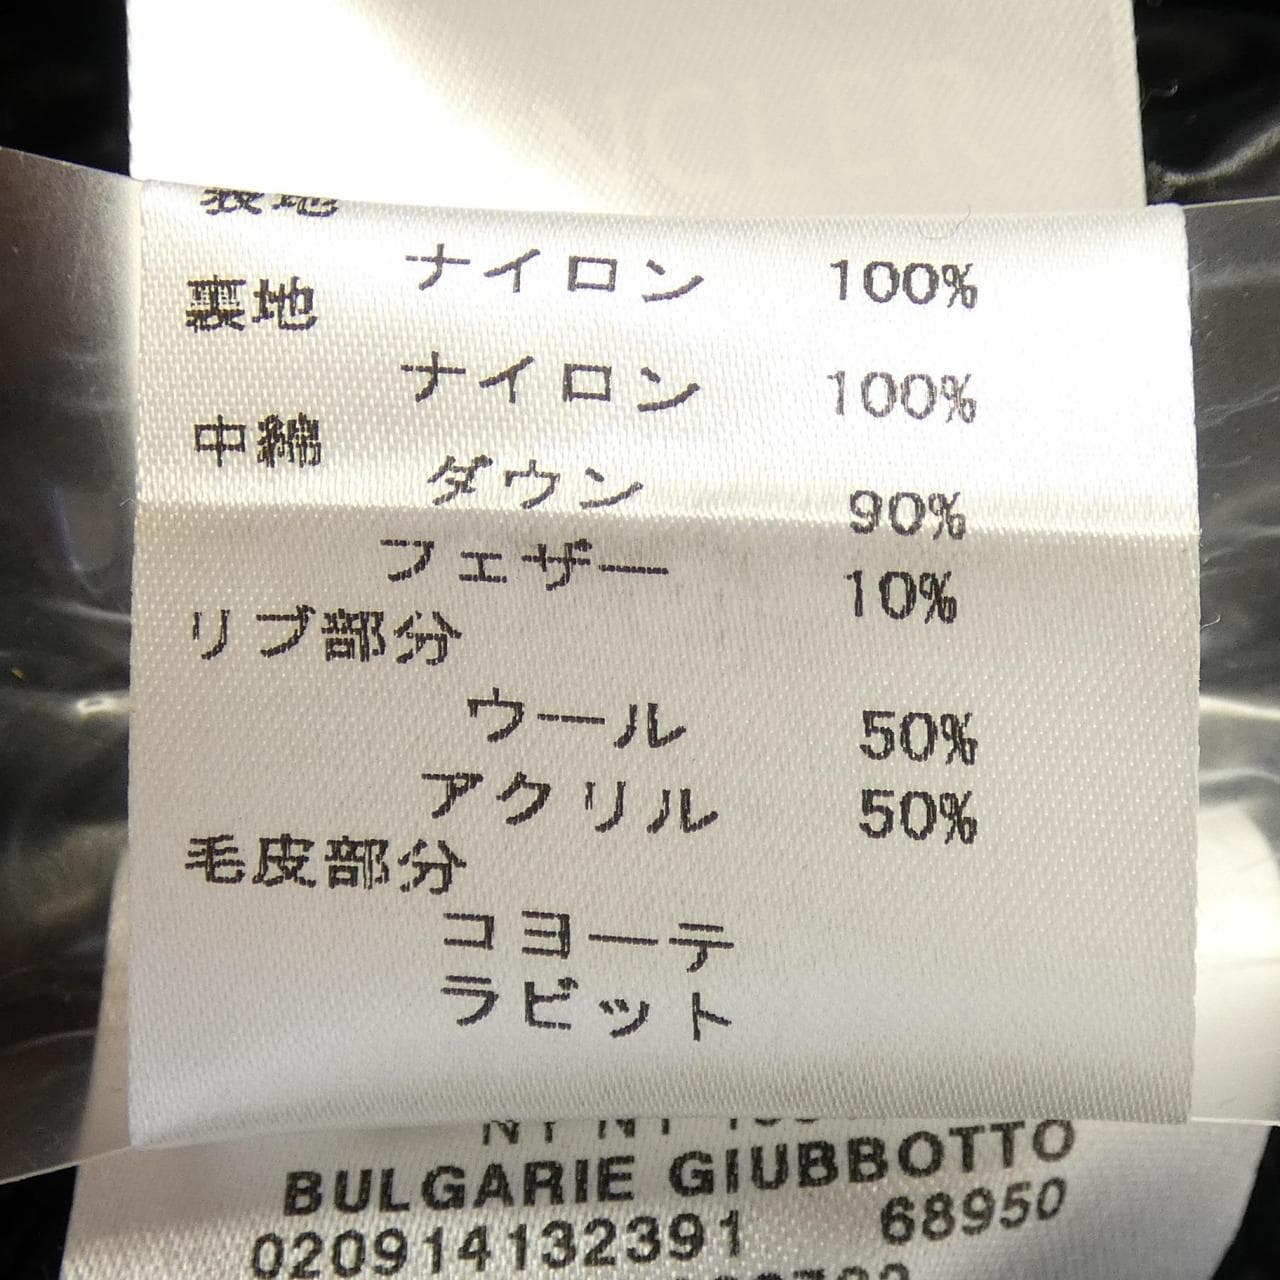 表地
ナイロン 100%
裏地
ナイロン 100%
中綿
ダウン 90%
フェザー 10%
リブ部分
ウール 50%
アクリル 50%
毛皮部分
コヨーテ
ラビット
BULGARIE GIUBBOTTO
020914132391 68950